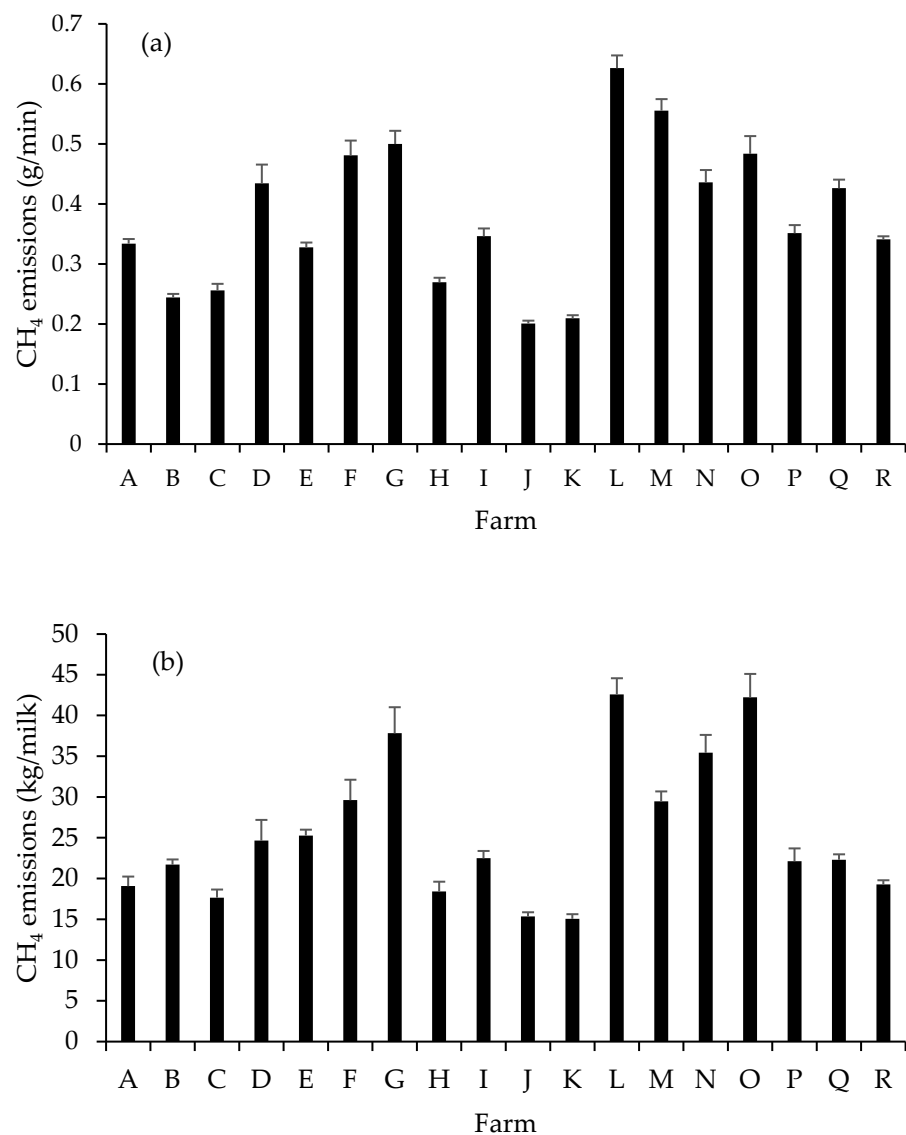 (a)
CH₄ emissions (g/min)
0.7
0.6
0.5
0.4
0.3
0.2
0.1
0
A B C D E F G H I J K L M N O P Q R
Farm
(b)
CH₄ emissions (kg/milk)
50
45
40
35
30
25
20
15
10
5
0
A B C D E F G H I J K L M N O P Q R
Farm